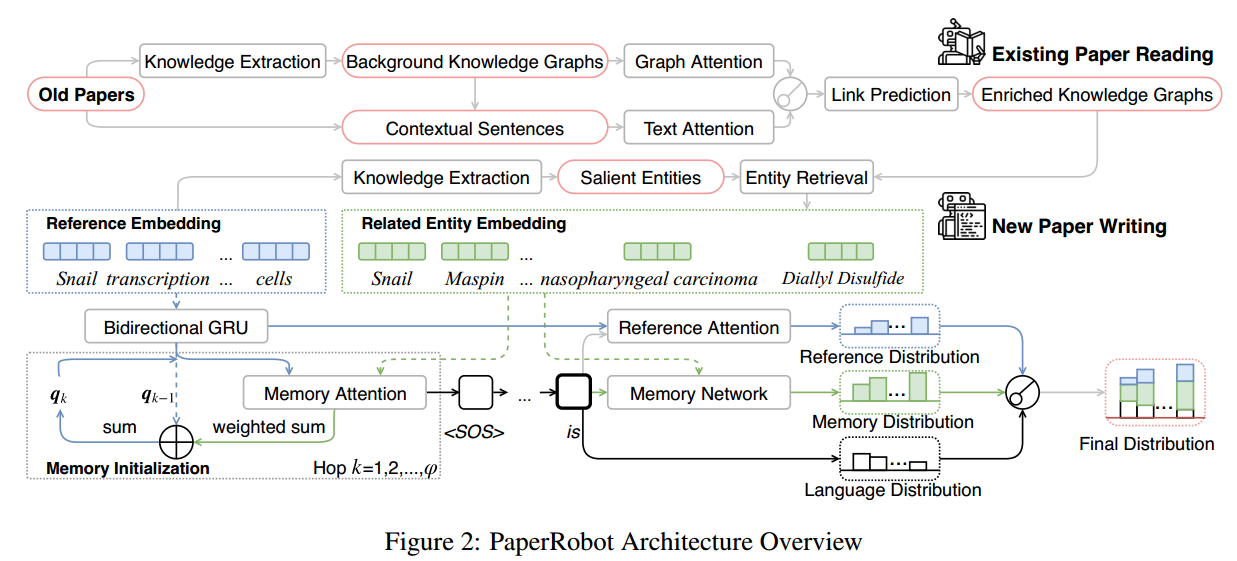 Knowledge Extraction
Background Knowledge Graphs
Graph Attention
Existing Paper Reading
Old Papers
Link Prediction
Enriched Knowledge Graphs
Contextual Sentences
Text Attention
Knowledge Extraction
Salient Entities
Entity Retrieval
Reference Embedding
Related Entity Embedding
New Paper Writing
...
...
Snail transcription ... cells
Snail Maspin ... nasopharyngeal carcinoma Diallyl Disulfide
Bidirectional GRU
Reference Attention
...
Reference Distribution
qₖ
qₖ₋₁
Memory Attention
...
Memory Network
...
...
sum
weighted sum
<SOS>
is
Memory Distribution
Final Distribution
Memory Initialization
Hop k=1,2,...,φ
...
Language Distribution
Figure 2: PaperRobot Architecture Overview